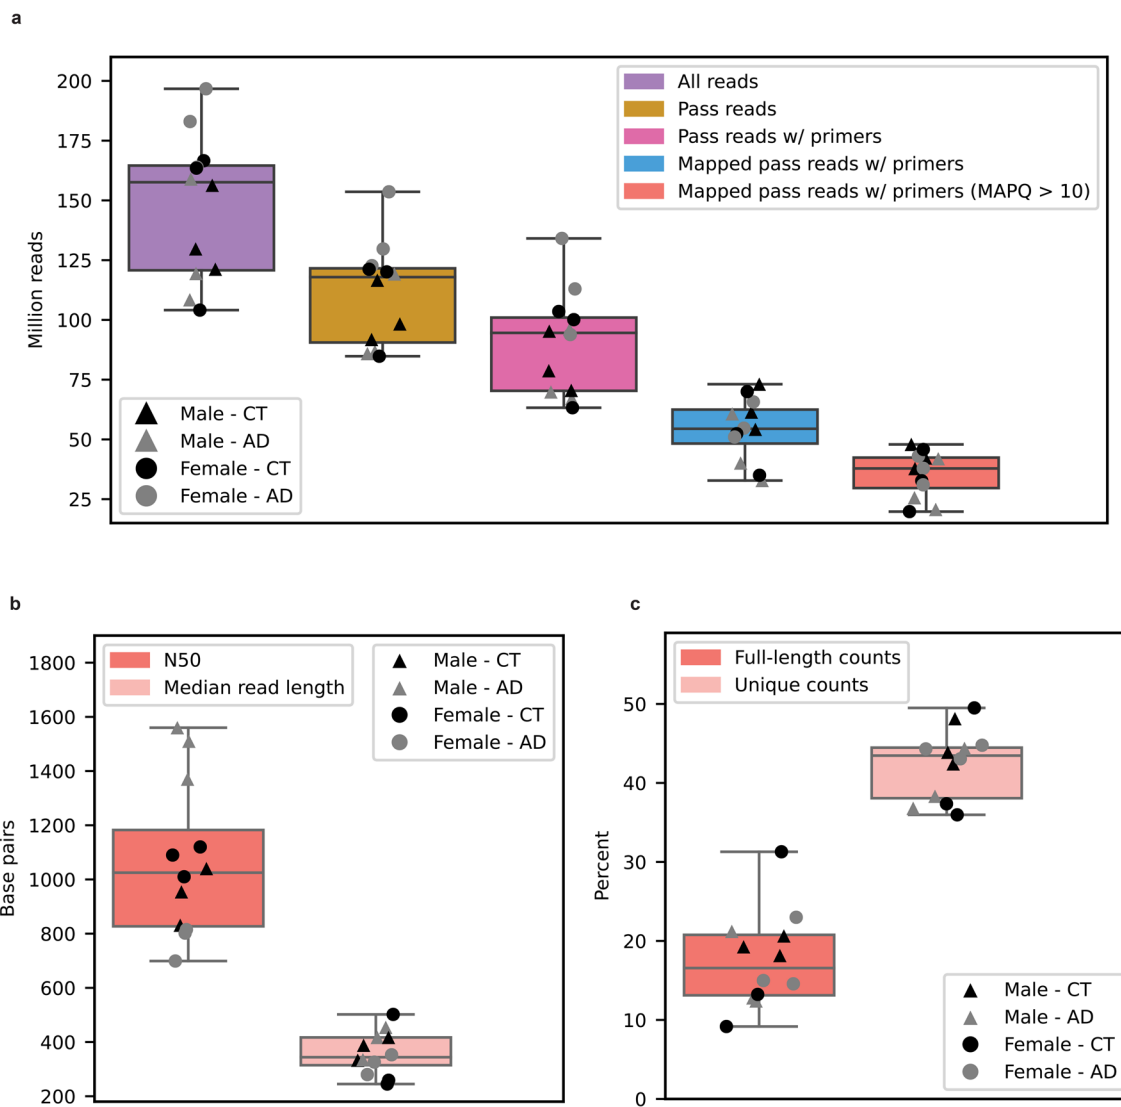 a
200
175
150
125
100
75
50
25
Million reads
All reads
Pass reads
Pass reads w/ primers
Mapped pass reads w/ primers
Mapped pass reads w/ primers (MAPQ > 10)
Male - CT
Male - AD
Female - CT
Female - AD
b
1800
1600
1400
1200
1000
800
600
400
200
Base pairs
N50
Median read length
Male - CT
Male - AD
Female - CT
Female - AD
c
50
40
30
20
10
0
Percent
Full-length counts
Unique counts
Male - CT
Male - AD
Female - CT
Female - AD